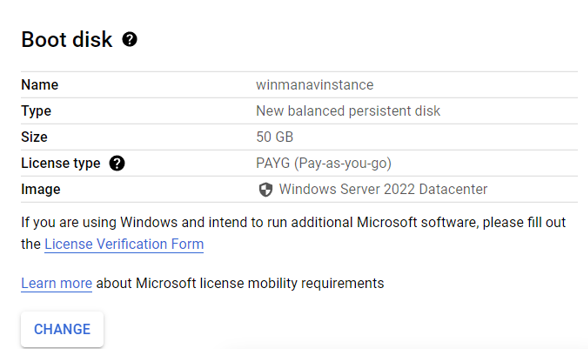 Boot disk
Name winmanavinstance
Type New balanced persistent disk
Size 50 GB
License type PAYG (Pay-as-you-go)
Image Windows Server 2022 Datacenter
If you are using Windows and intend to run additional Microsoft software, please fill out
the License Verification Form
Learn more about Microsoft license mobility requirements
CHANGE